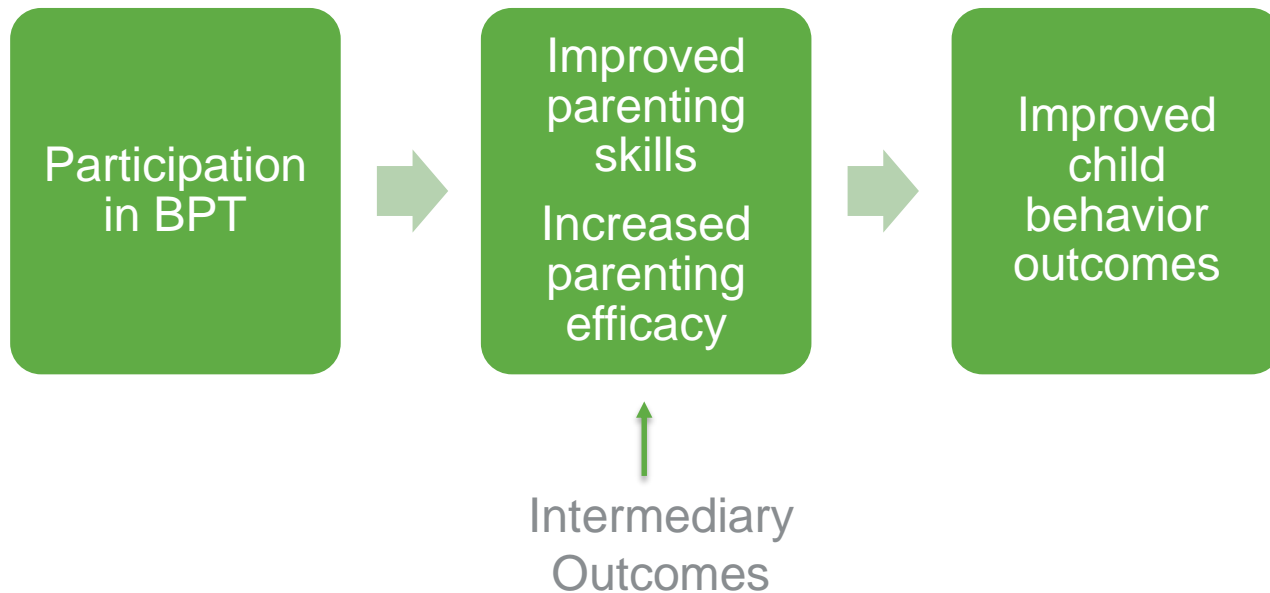 Participation
in BPT
Improved
parenting
skills
Increased
parenting
efficacy
Improved
child
behavior
outcomes
Intermediary
Outcomes